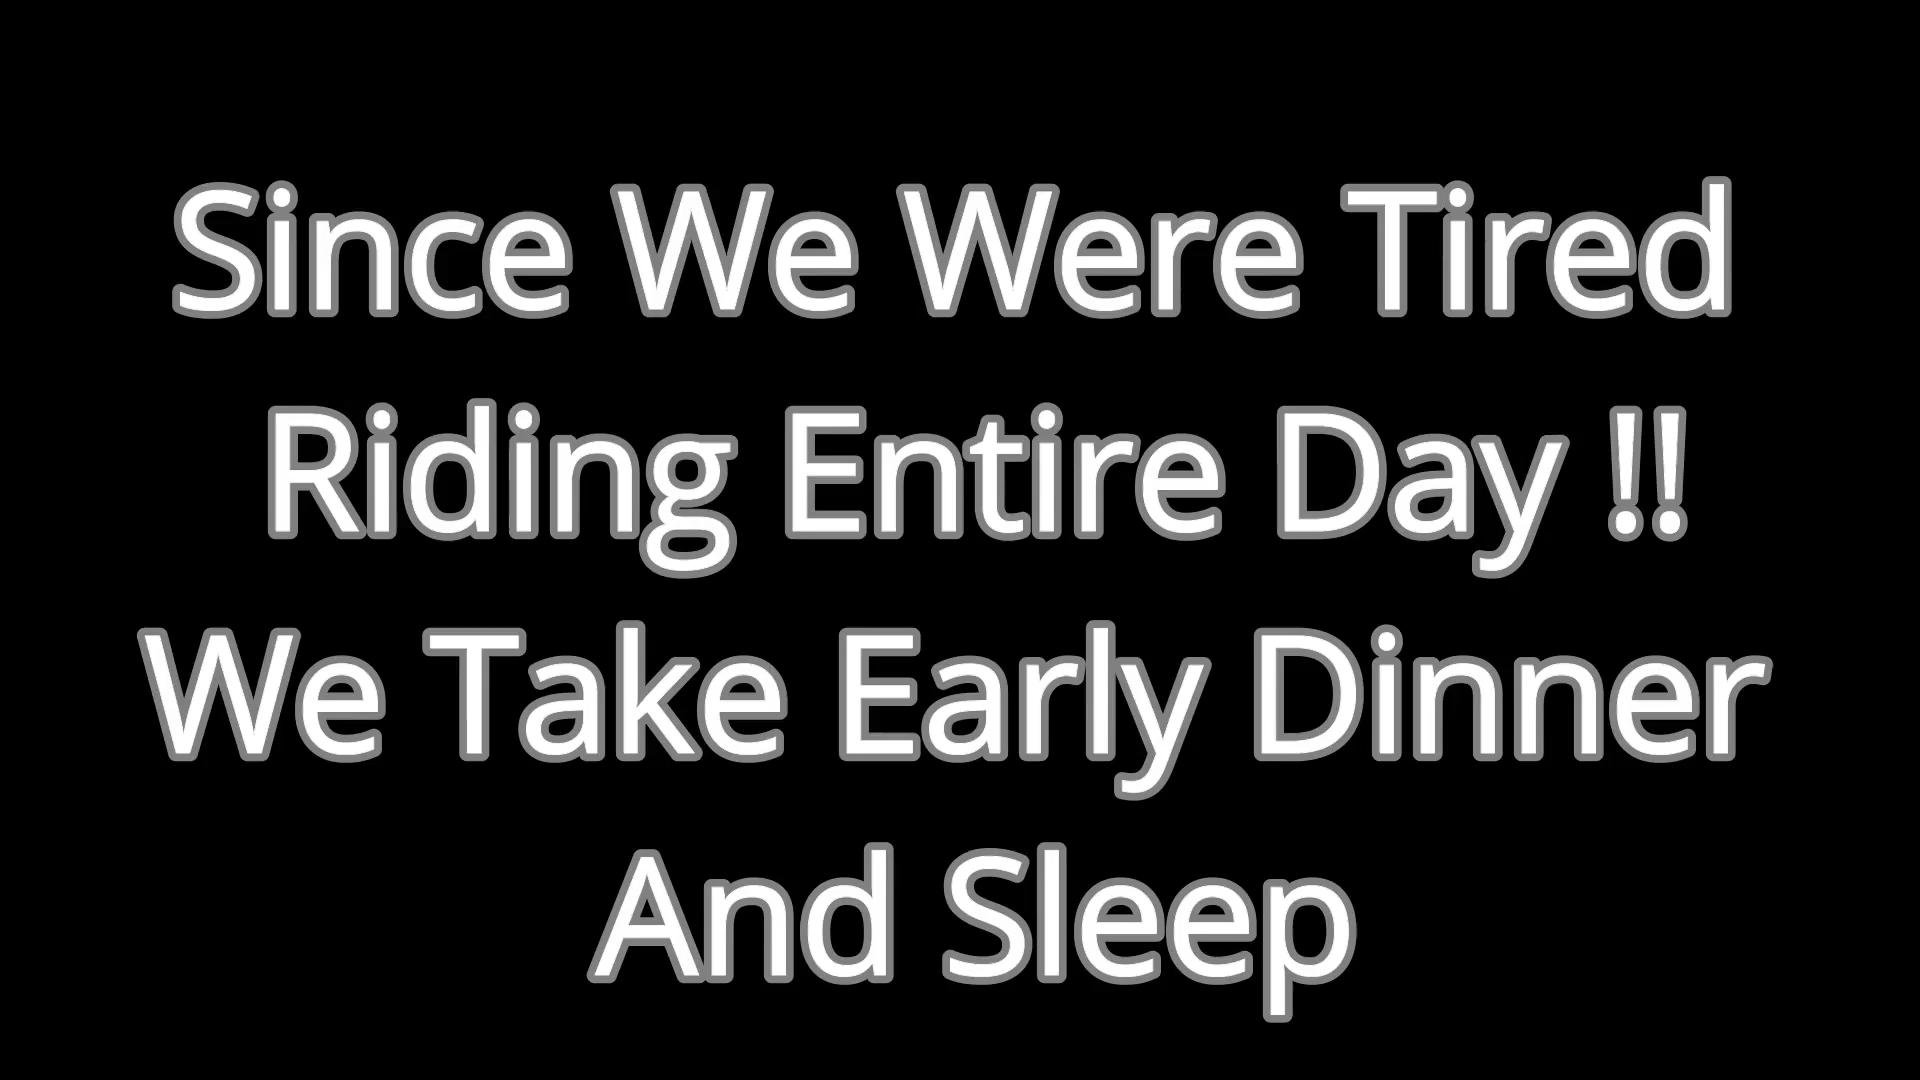 Since We Were Tired
Riding Entire Day !!
We Take Early Dinner
And Sleep